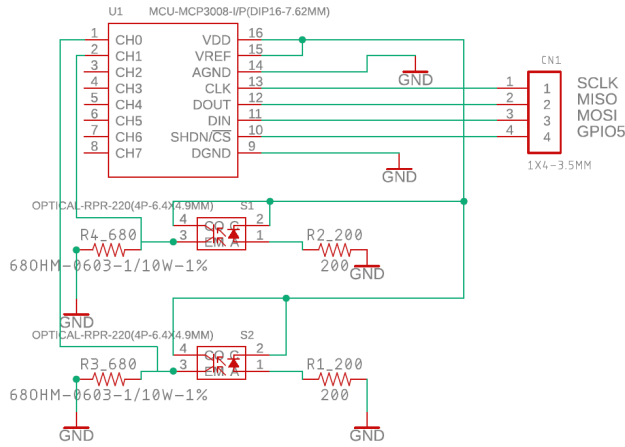 U1 MCU-MCP3008-I/P(DIP16-7.62MM)
1 CH0 VDD 16
2 CH1 VREF 15
3 CH2 AGND 14
4 CH3 CLK 13
5 CH4 DOUT 12
6 CH5 DIN 11
7 CH6 SHDN/CS 10
8 CH7 DGND 9
GND
GND
CN1
1 1 SCLK
2 2 MISO
3 3 MOSI
4 4 GPIO5
1X4-3.5MM
OPTICAL-RPR-220(4P-6.4X4.9MM) S1
4 CO C 2
3 EM A 1
R4_680
680HM-0603-1/10W-1%
R2_200
200
GND
GND
OPTICAL-RPR-220(4P-6.4X4.9MM) S2
4 CO C 2
3 EM A 1
R3_680
680HM-0603-1/10W-1%
R1_200
200
GND
GND